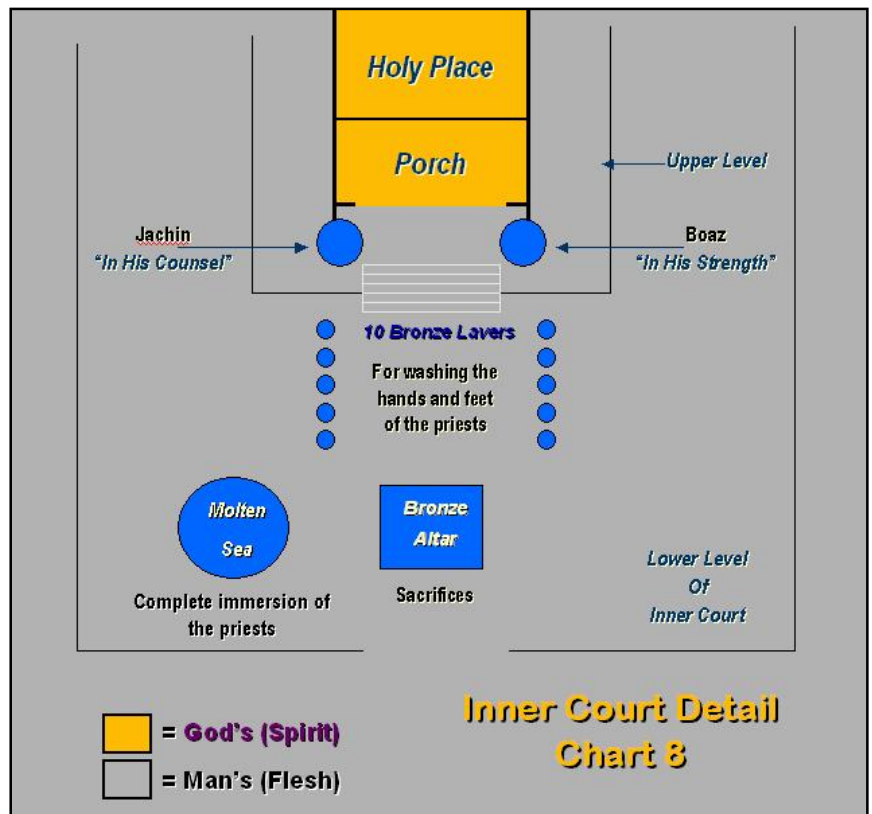 Holy Place
Porch
Upper Level
Jachin
"In His Counsel"
Boaz
"In His Strength"
10 Bronze Lavers
For washing the
hands and feet
of the priests
Molten
Sea
Complete immersion of
the priests
Bronze
Altar
Sacrifices
Lower Level
Of
Inner Court
Inner Court Detail
Chart 8
= God's (Spirit)
= Man's (Flesh)